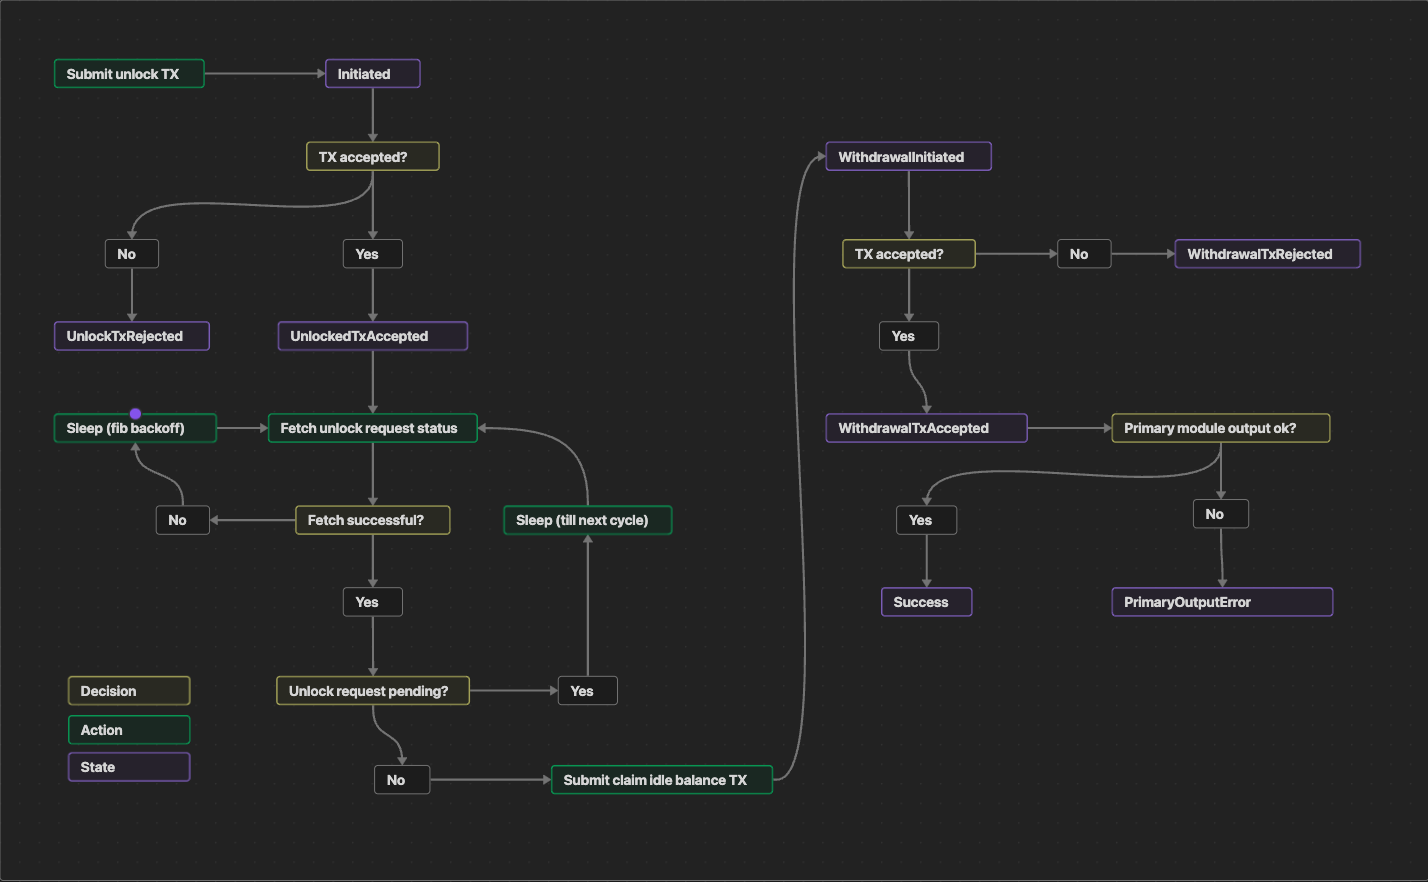 Submit unlock TX
Initiated
TX accepted?
No
Yes
UnlockTxRejected
UnlockedTxAccepted
Sleep (fib backoff)
Fetch unlock request status
No
Fetch successful?
Sleep (till next cycle)
Yes
Unlock request pending?
Yes
No
Submit claim idle balance TX
WithdrawalInitiated
TX accepted?
No
WithdrawalTxRejected
Yes
WithdrawalTxAccepted
Primary module output ok?
Yes
No
Success
PrimaryOutputError
Decision
Action
State